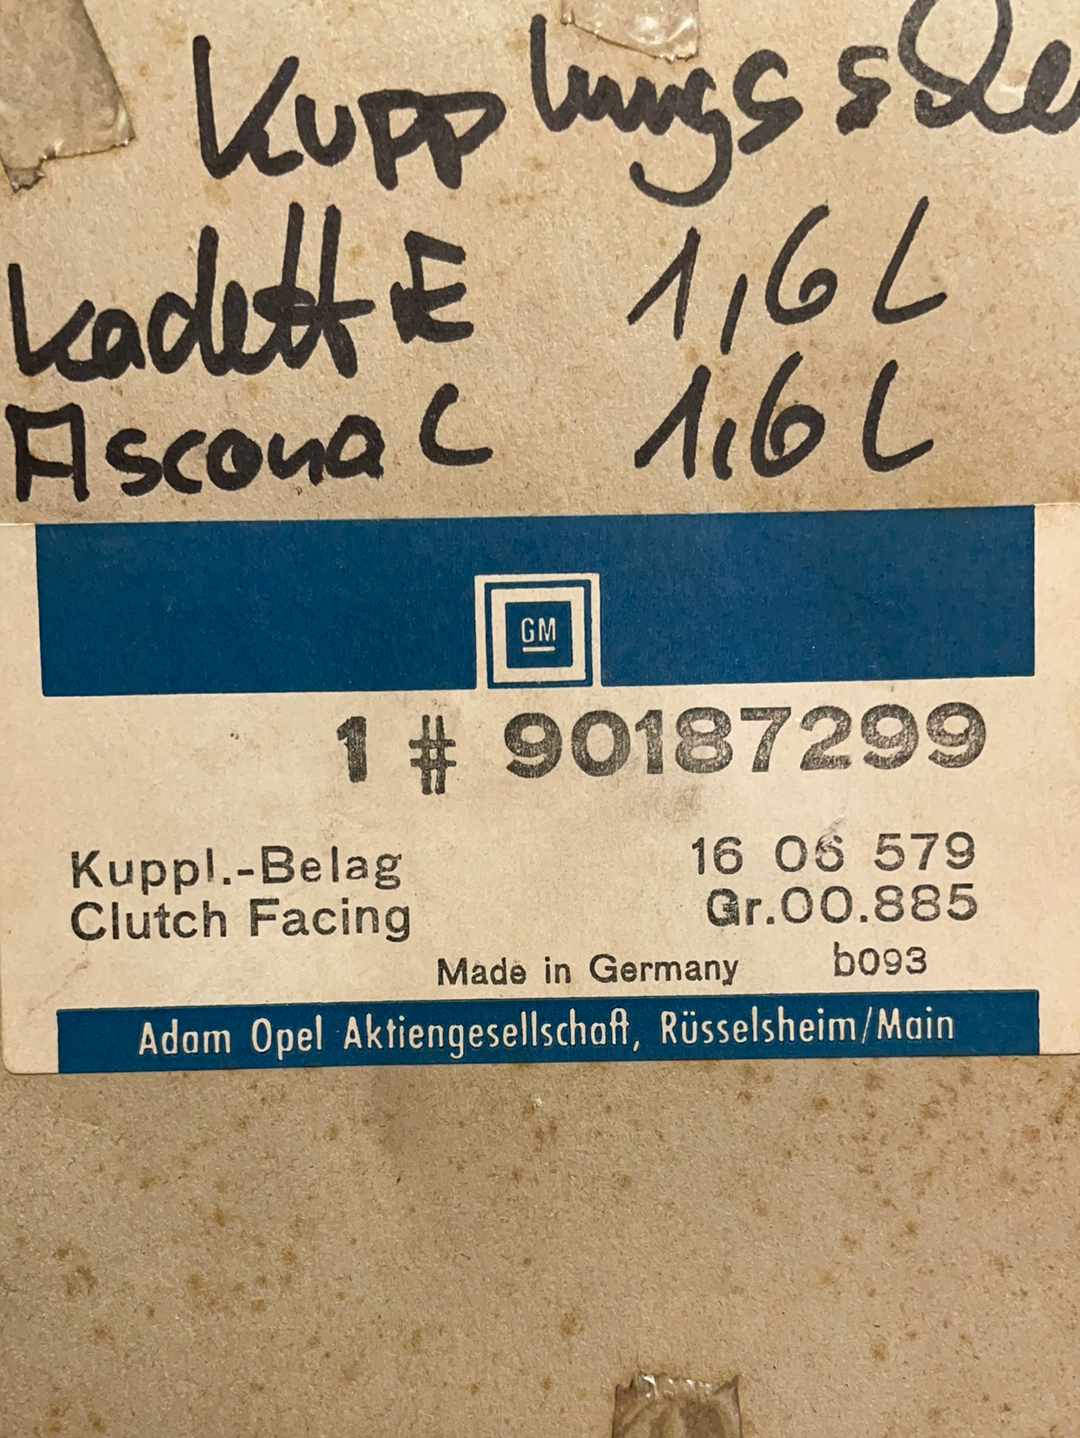 Kadett E 1,6 L
Ascona C 1,6 L
GM
1 # 90187299
Kuppl.-Belag 16 06 579
Clutch Facing Gr.00.885
Made in Germany b093
Adam Opel Aktiengesellschaft, Rüsselsheim/Main